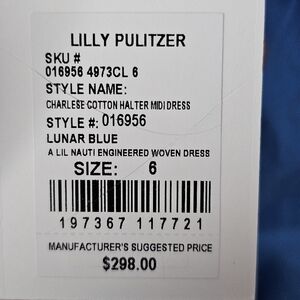 LILLY PULITZER
SKU #
016956 4973CL 6
STYLE NAME:
CHARLESE COTTON HALTER MIDI DRESS
STYLE #: 016956
LUNAR BLUE
A LIL NAUTI ENGINEERED WOVEN DRESS
SIZE: 6
197367 117721
MANUFACTURER'S SUGGESTED PRICE
$298.00